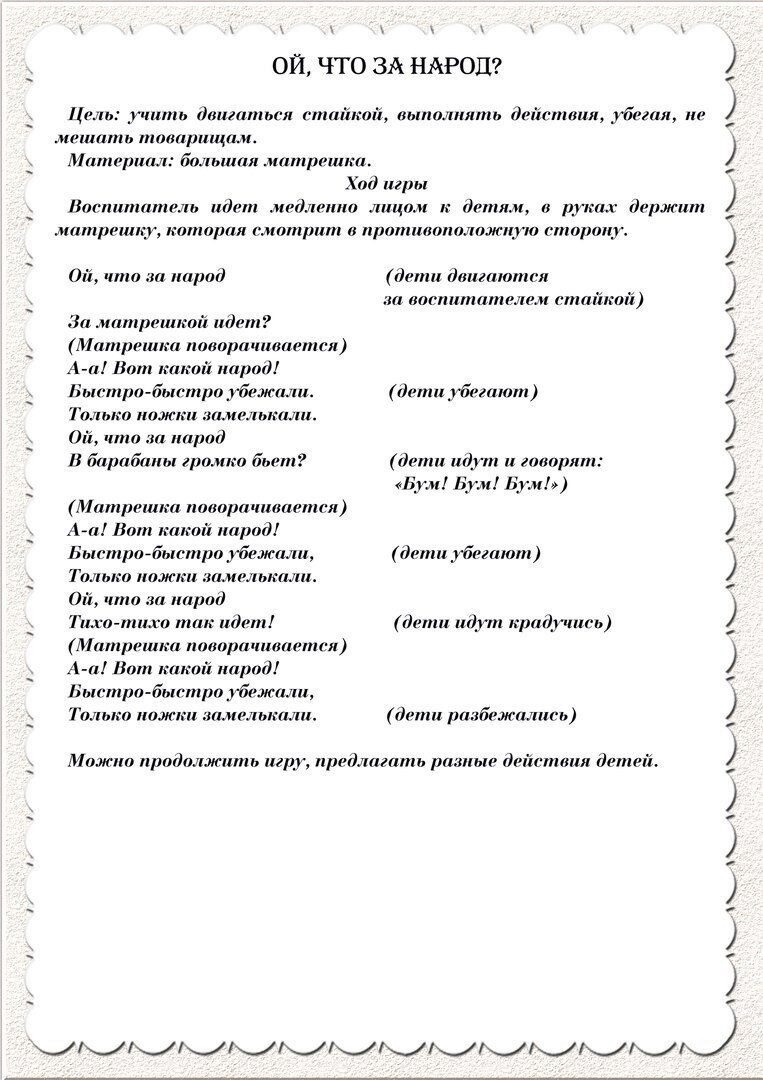 ОЙ, ЧТО ЗА НАРОД?
Цель: учить двигаться стайкой, выполнять действия, убегая, не
мешать товарищам.
Материал: большая матрешка.
Ход игры
Воспитатель идет медленно лицом к детям, в руках держит
матрешку, которая смотрит в противоположную сторону.
Ой, что за народ (дети двигаются
за воспитателем стайкой)
За матрешкой идет?
(Матрешка поворачивается)
А-а! Вот какой народ!
Быстро-быстро убежали. (дети убегают)
Только ножки замелькали.
Ой, что за народ
В барабаны громко бьет? (дети идут и говорят:
«Бум! Бум! Бум!»)
(Матрешка поворачивается)
А-а! Вот какой народ!
Быстро-быстро убежали, (дети убегают)
Только ножки замелькали.
Ой, что за народ
Тихо-тихо так идет! (дети идут крадучись)
(Матрешка поворачивается)
А-а! Вот какой народ!
Быстро-быстро убежали,
Только ножки замелькали. (дети разбежались)
Можно продолжить игру, предлагать разные действия детей.